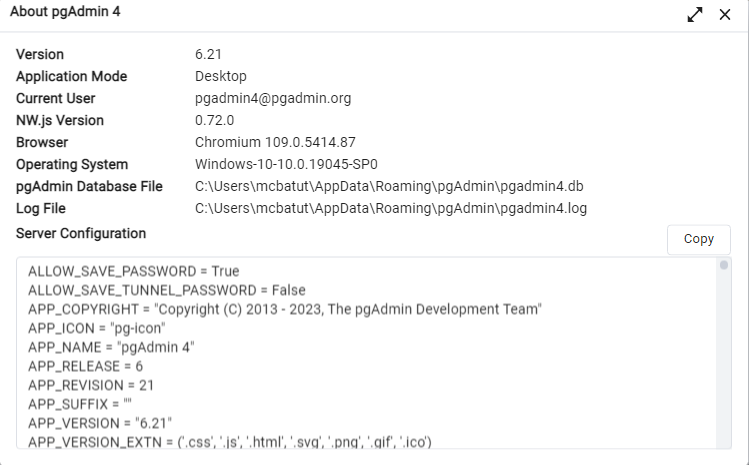 About pgAdmin 4
Version 6.21
Application Mode Desktop
Current User pgadmin4@pgadmin.org
NW.js Version 0.72.0
Browser Chromium 109.0.5414.87
Operating System Windows-10-10.0.19045-SP0
pgAdmin Database File C:\Users\mcbatut\AppData\Roaming\pgAdmin\pgadmin4.db
Log File C:\Users\mcbatut\AppData\Roaming\pgAdmin\pgadmin4.log
Server Configuration
Copy
ALLOW_SAVE_PASSWORD = True
ALLOW_SAVE_TUNNEL_PASSWORD = False
APP_COPYRIGHT = "Copyright (C) 2013 - 2023, The pgAdmin Development Team"
APP_ICON = "pg-icon"
APP_NAME = "pgAdmin 4"
APP_RELEASE = 6
APP_REVISION = 21
APP_SUFFIX = ""
APP_VERSION = "6.21"
APP_VERSION_EXTN = ('.css', '.js', '.html', '.svg', '.png', '.gif', '.ico')